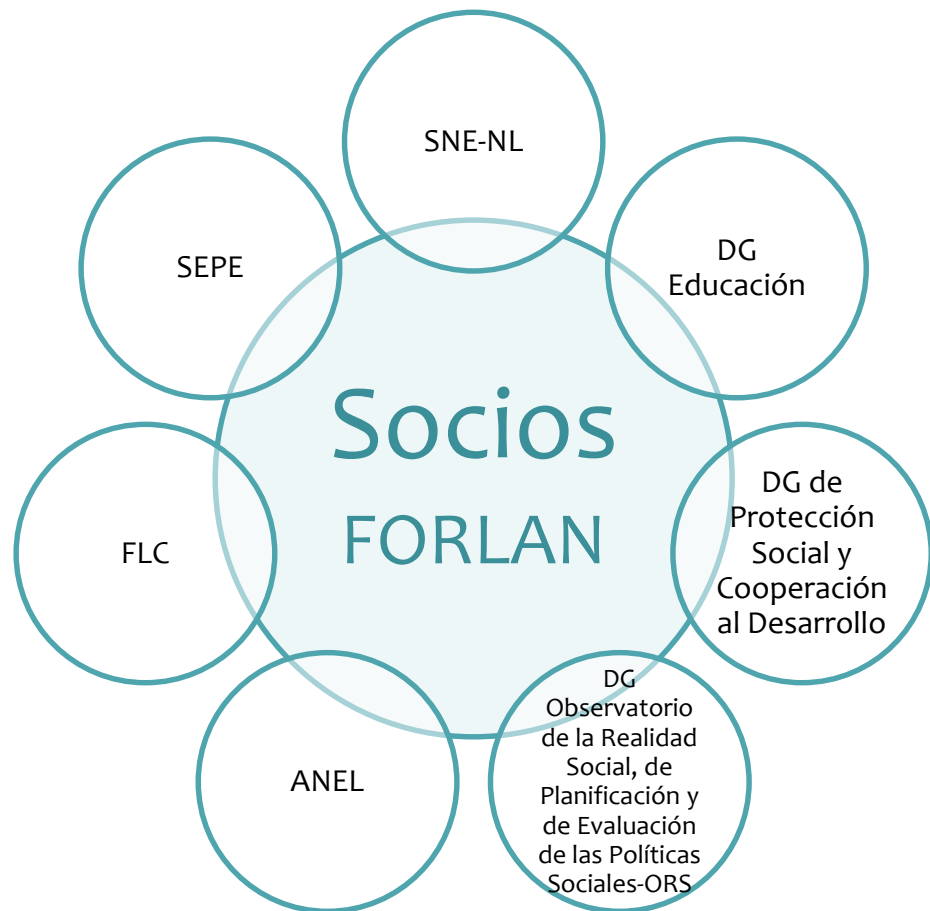 SNE-NL
DG
Educación
DG de
Protección
Social y
Cooperación
al Desarrollo
DG
Observatorio
de la Realidad
Social, de
Planificación y
de Evaluación
de las Políticas
Sociales-ORS
ANEL
FLC
SEPE
Socios
FORLAN